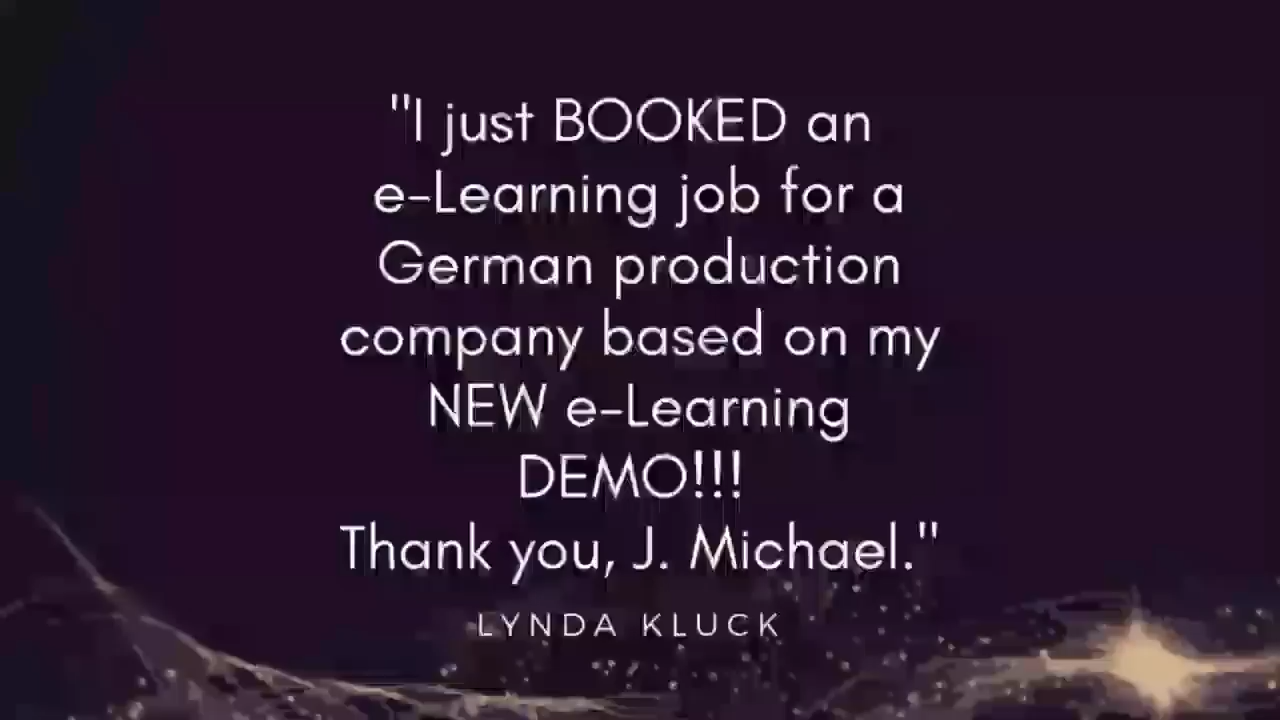 "I just BOOKED an
e-Learning job for a
German production
company based on my
NEW e-Learning
DEMO!!!
Thank you, J. Michael."
LYNDA KLUCK